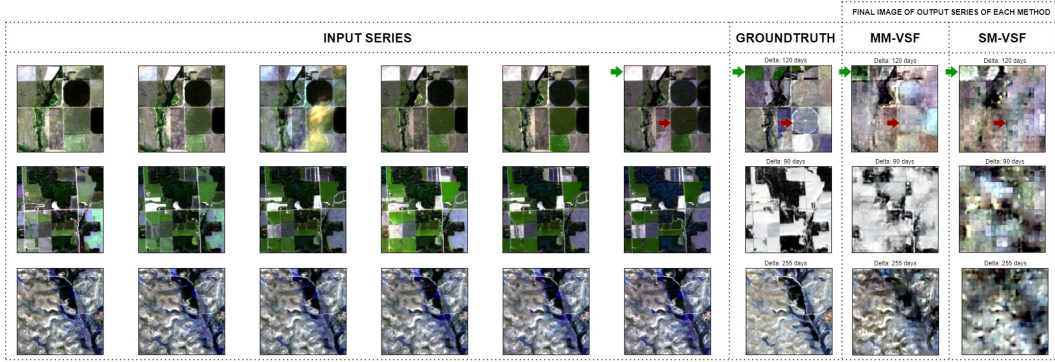 FINAL IMAGE OF OUTPUT SERIES OF EACH METHOD
INPUT SERIES
GROUNDTRUTH
MM-VSF
SM-VSF
Delta: 120 days
Delta: 120 days
Delta: 120 days
Delta: 90 days
Delta: 90 days
Delta: 90 days
Delta: 255 days
Delta: 255 days
Delta: 255 days